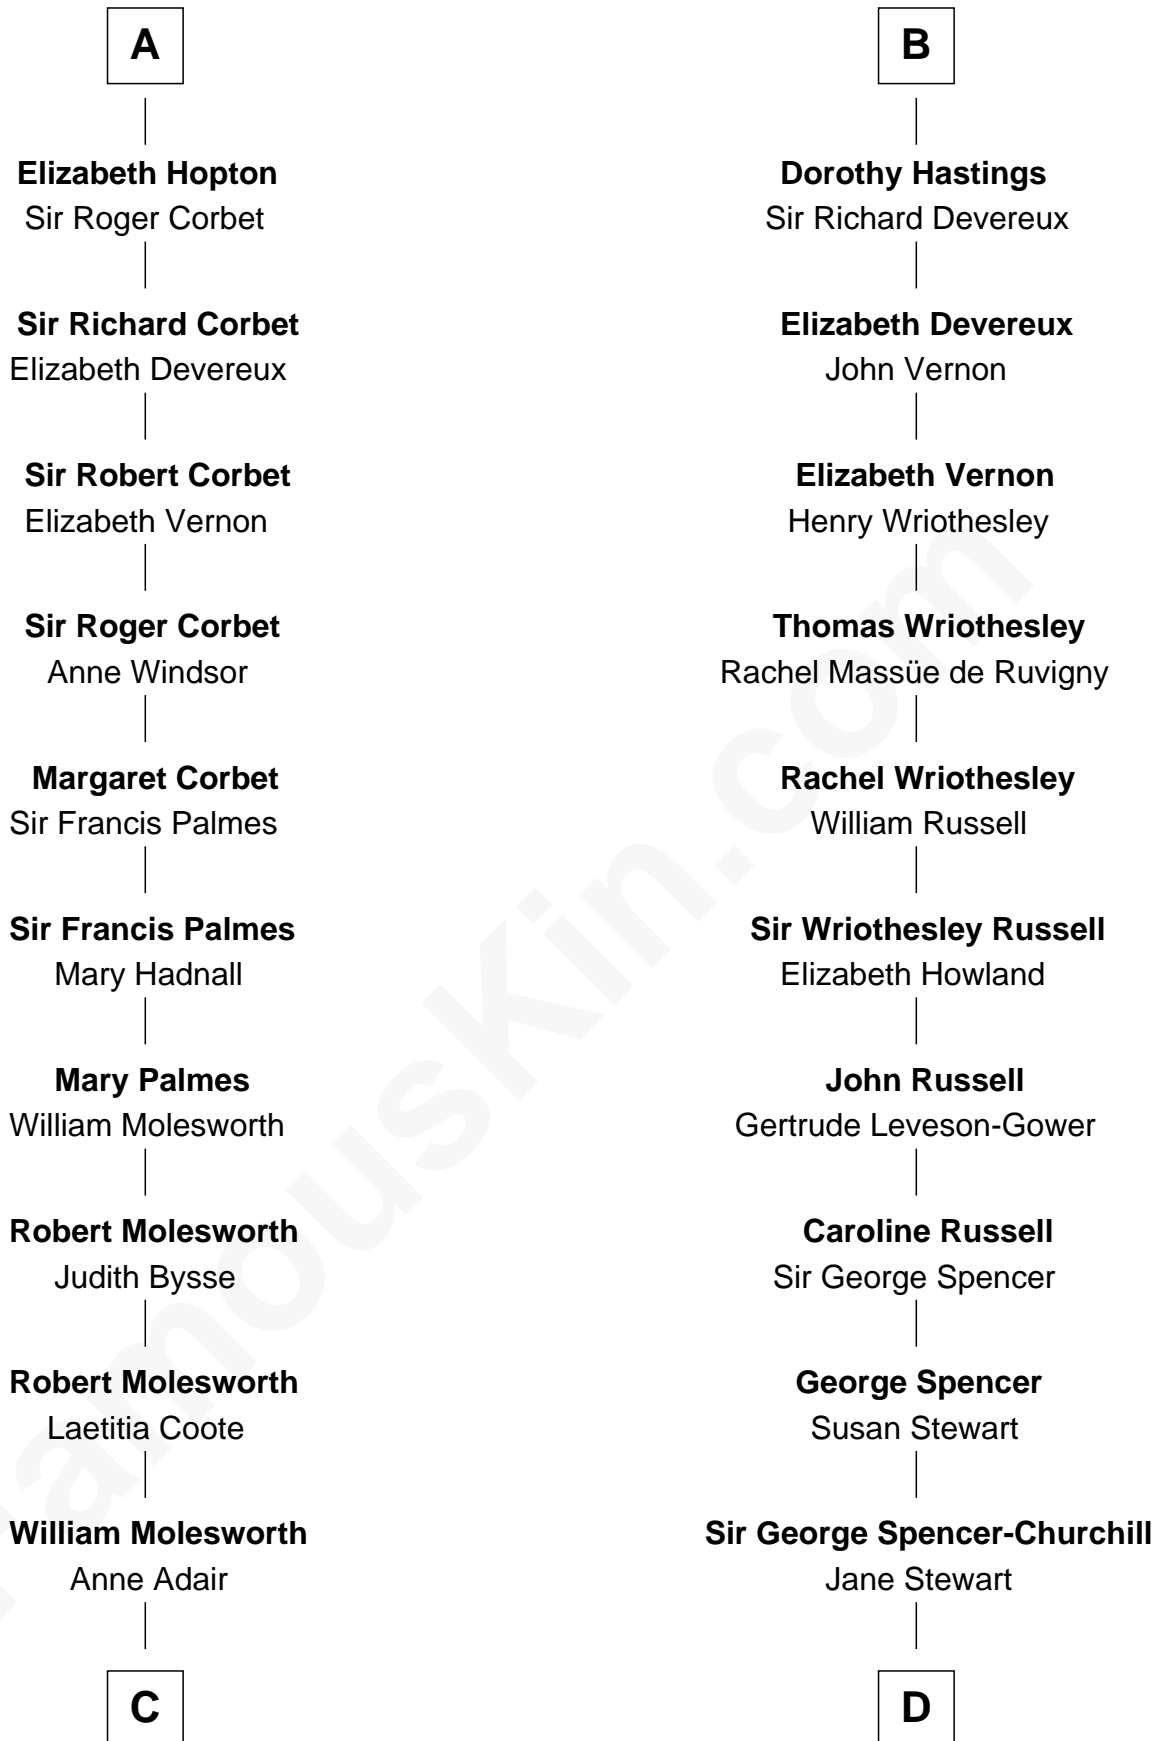 A
Elizabeth Hopton
Sir Roger Corbet
Sir Richard Corbet
Elizabeth Devereux
Sir Robert Corbet
Elizabeth Vernon
Sir Roger Corbet
Anne Windsor
Margaret Corbet
Sir Francis Palmes
Sir Francis Palmes
Mary Hadnall
Mary Palmes
William Molesworth
Robert Molesworth
Judith Bysse
Robert Molesworth
Laetitia Coote
William Molesworth
Anne Adair
C
B
Dorothy Hastings
Sir Richard Devereux
Elizabeth Devereux
John Vernon
Elizabeth Vernon
Henry Wriothesley
Thomas Wriothesley
Rachel Massüe de Ruvigny
Rachel Wriothesley
William Russell
Sir Wriothesley Russell
Elizabeth Howland
John Russell
Gertrude Leveson-Gower
Caroline Russell
Sir George Spencer
George Spencer
Susan Stewart
Sir George Spencer-Churchill
Jane Stewart
D
FamousKin.com